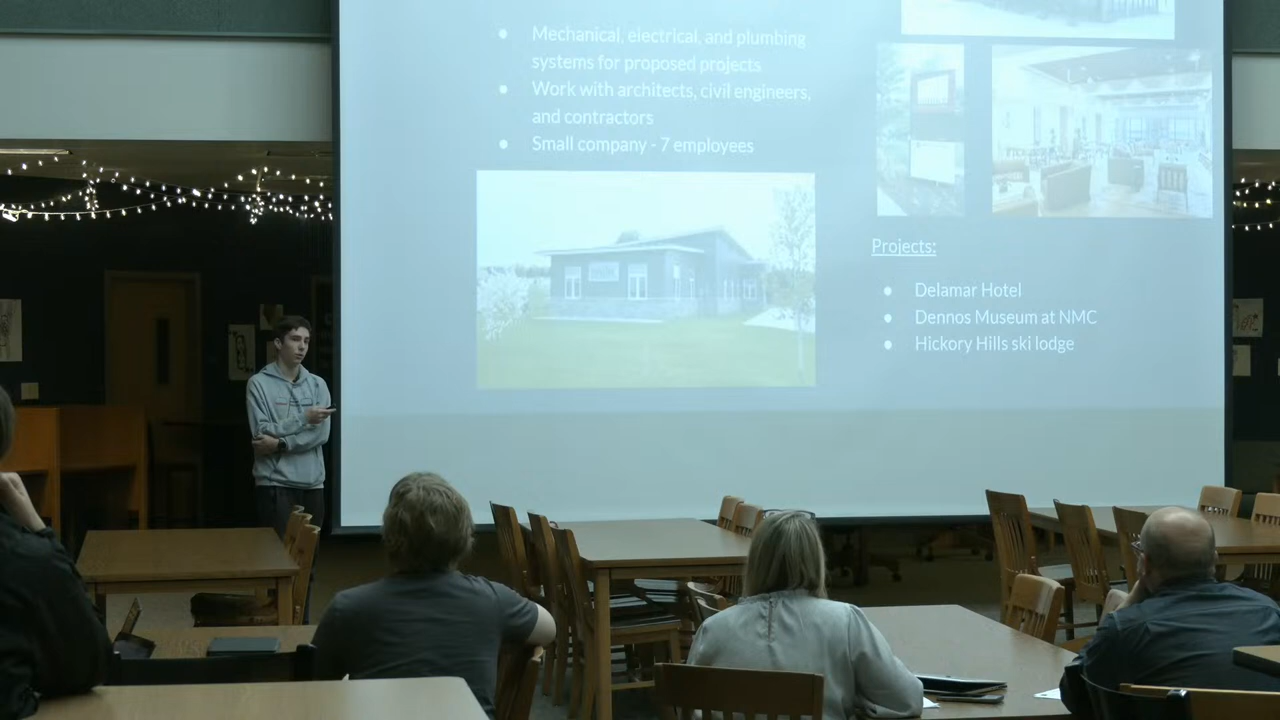 Mechanical, electrical, and plumbing
systems for proposed projects
Work with architects, civil engineers,
and contractors
Small company - 7 employees
Projects:
Delamar Hotel
Dennos Museum at NMC
Hickory Hills ski lodge